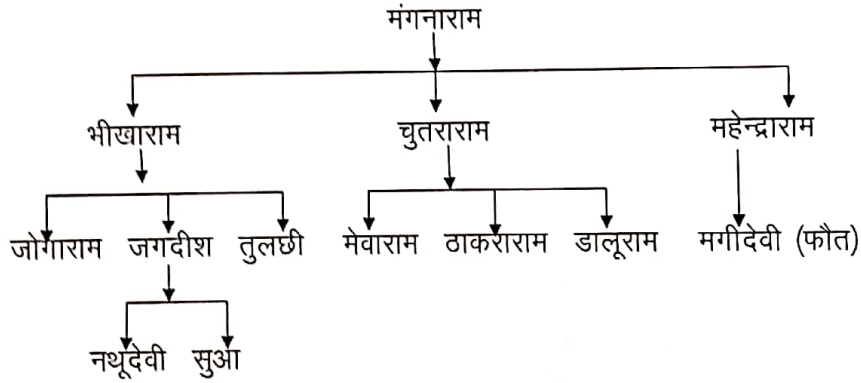 मंगनाराम
भीखाराम चुतराराम महेन्द्राराम
जोगाराम जगदीश तुलछी मेवाराम ठाकराराम डालूराम मगीदेवी (फौत)
नथूदेवी सुआ